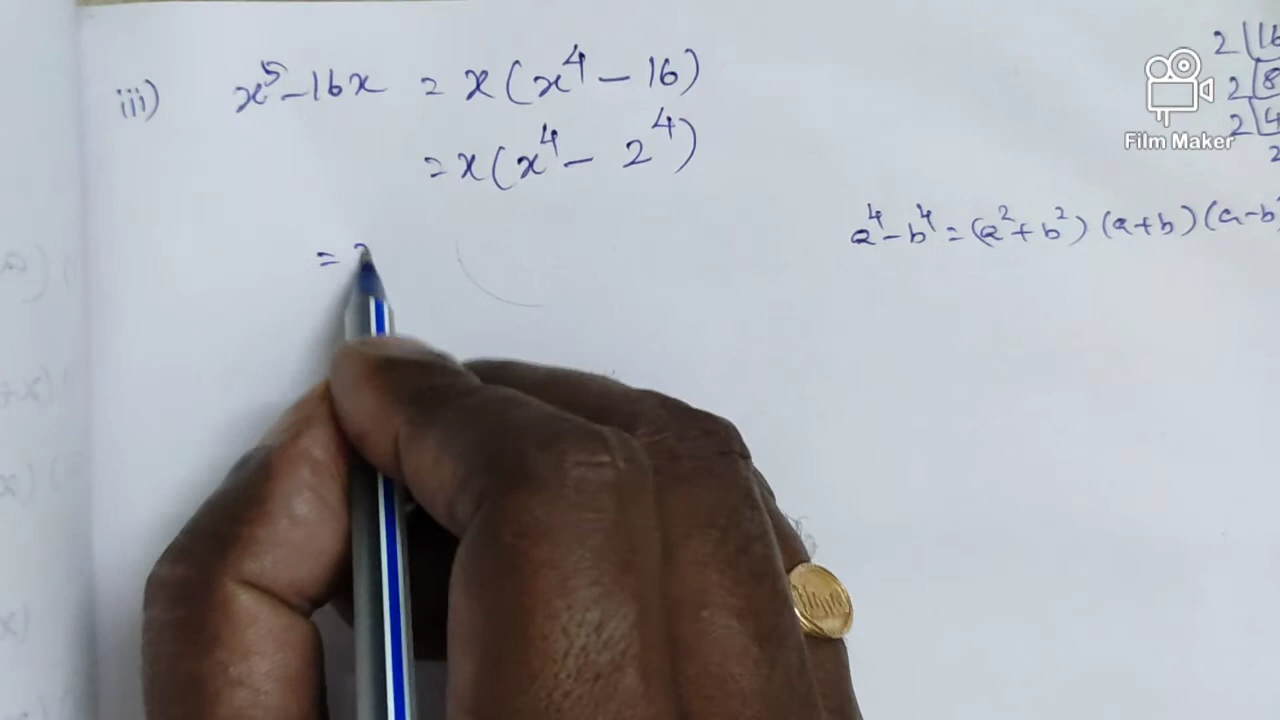 iii) x⁵ - 16x = x(x⁴ - 16)
= x(x⁴ - 2⁴)
=
2 | 16
2 | 8
2 | 4
2
a⁴ - b⁴ = (a² + b²) (a + b) (a - b
Film Maker